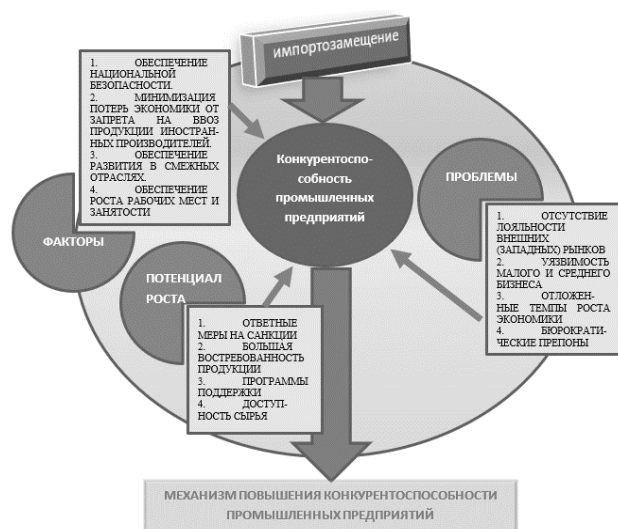 импортозамещение
1. ОБЕСПЕЧЕНИЕ
НАЦИОНАЛЬНОЙ
БЕЗОПАСНОСТИ.
2. МИНИМИЗАЦИЯ
ПОТЕРЬ ЭКОНОМИКИ ОТ
ЗАПРЕТА НА ВВОЗ
ПРОДУКЦИИ ИНОСТРАН-
НЫХ ПРОИЗВОДИТЕЛЕЙ.
3. ОБЕСПЕЧЕНИЕ
РАЗВИТИЯ В СМЕЖНЫХ
ОТРАСЛЯХ.
4. ОБЕСПЕЧЕНИЕ
РОСТА РАБОЧИХ МЕСТ И
ЗАНЯТОСТИ
ФАКТОРЫ
Конкурентоспо-
собность
промышленных
предприятий
ПРОБЛЕМЫ
1. ОТСУТСТВИЕ
ЛОЯЛЬНОСТИ
ВНЕШНИХ
(ЗАПАДНЫХ) РЫНКОВ
2. УЯЗВИМОСТЬ
МАЛОГО И СРЕДНЕГО
БИЗНЕСА
3. ОТЛОЖЕН-
НЫЕ ТЕМПЫ РОСТА
ЭКОНОМИКИ
4. БЮРОКРАТИ-
ЧЕСКИЕ ПРЕПОНЫ
ПОТЕНЦИАЛ
РОСТА
1. ОТВЕТНЫЕ
МЕРЫ НА САНКЦИИ
2. БОЛЬШАЯ
ВОСТРЕБОВАННОСТЬ
ПРОДУКЦИИ
3. ПРОГРАММЫ
ПОДДЕРЖКИ
4. ДОСТУП-
НОСТЬ СЫРЬЯ
МЕХАНИЗМ ПОВЫШЕНИЯ КОНКУРЕНТОСПОСОБНОСТИ
ПРОМЫШЛЕННЫХ ПРЕДПРИЯТИЙ